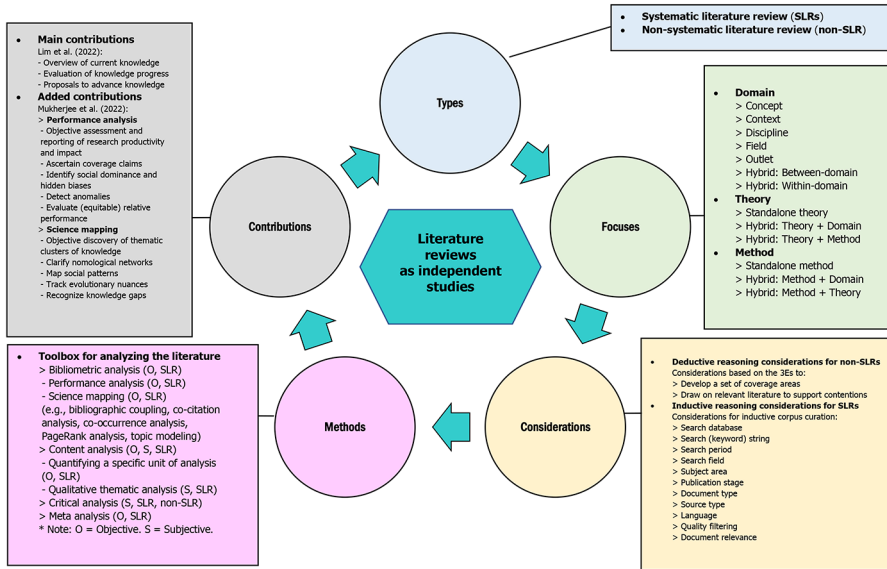 • Systematic literature review (SLRs)
• Non-systematic literature review (non-SLR)
Types
• Main contributions
Lim et al. (2022):
- Overview of current knowledge
- Evaluation of knowledge progress
- Proposals to advance knowledge
• Added contributions
Mukherjee et al. (2022):
> Performance analysis
- Objective assessment and
reporting of research productivity
and impact
- Ascertain coverage claims
- Identify social dominance and
hidden biases
- Detect anomalies
- Evaluate (equitable) relative
performance
> Science mapping
- Objective discovery of thematic
clusters of knowledge
- Clarify nomological networks
- Map social patterns
- Track evolutionary nuances
- Recognize knowledge gaps
Contributions
Literature
reviews
as independent
studies
Focuses
• Domain
> Concept
> Context
> Discipline
> Field
> Outlet
> Hybrid: Between-domain
> Hybrid: Within-domain
• Theory
> Standalone theory
> Hybrid: Theory + Domain
> Hybrid: Theory + Method
• Method
> Standalone method
> Hybrid: Method + Domain
> Hybrid: Method + Theory
• Toolbox for analyzing the literature
> Bibliometric analysis (O, SLR)
- Performance analysis (O, SLR)
- Science mapping (O, SLR)
(e.g., bibliographic coupling, co-citation
analysis, co-occurrence analysis,
PageRank analysis, topic modeling)
> Content analysis (O, S, SLR)
- Quantifying a specific unit of analysis
(O, SLR)
- Qualitative thematic analysis (S, SLR)
> Critical analysis (S, SLR, non-SLR)
> Meta analysis (O, SLR)
* Note: O = Objective. S = Subjective.
Methods
Considerations
• Deductive reasoning considerations for non-SLRs
Considerations based on the 3Es to:
> Develop a set of coverage areas
> Draw on relevant literature to support contentions
• Inductive reasoning considerations for SLRs
Considerations for inductive corpus curation:
> Search database
> Search (keyword) string
> Search period
> Search field
> Subject area
> Publication stage
> Document type
> Source type
> Language
> Quality filtering
> Document relevance